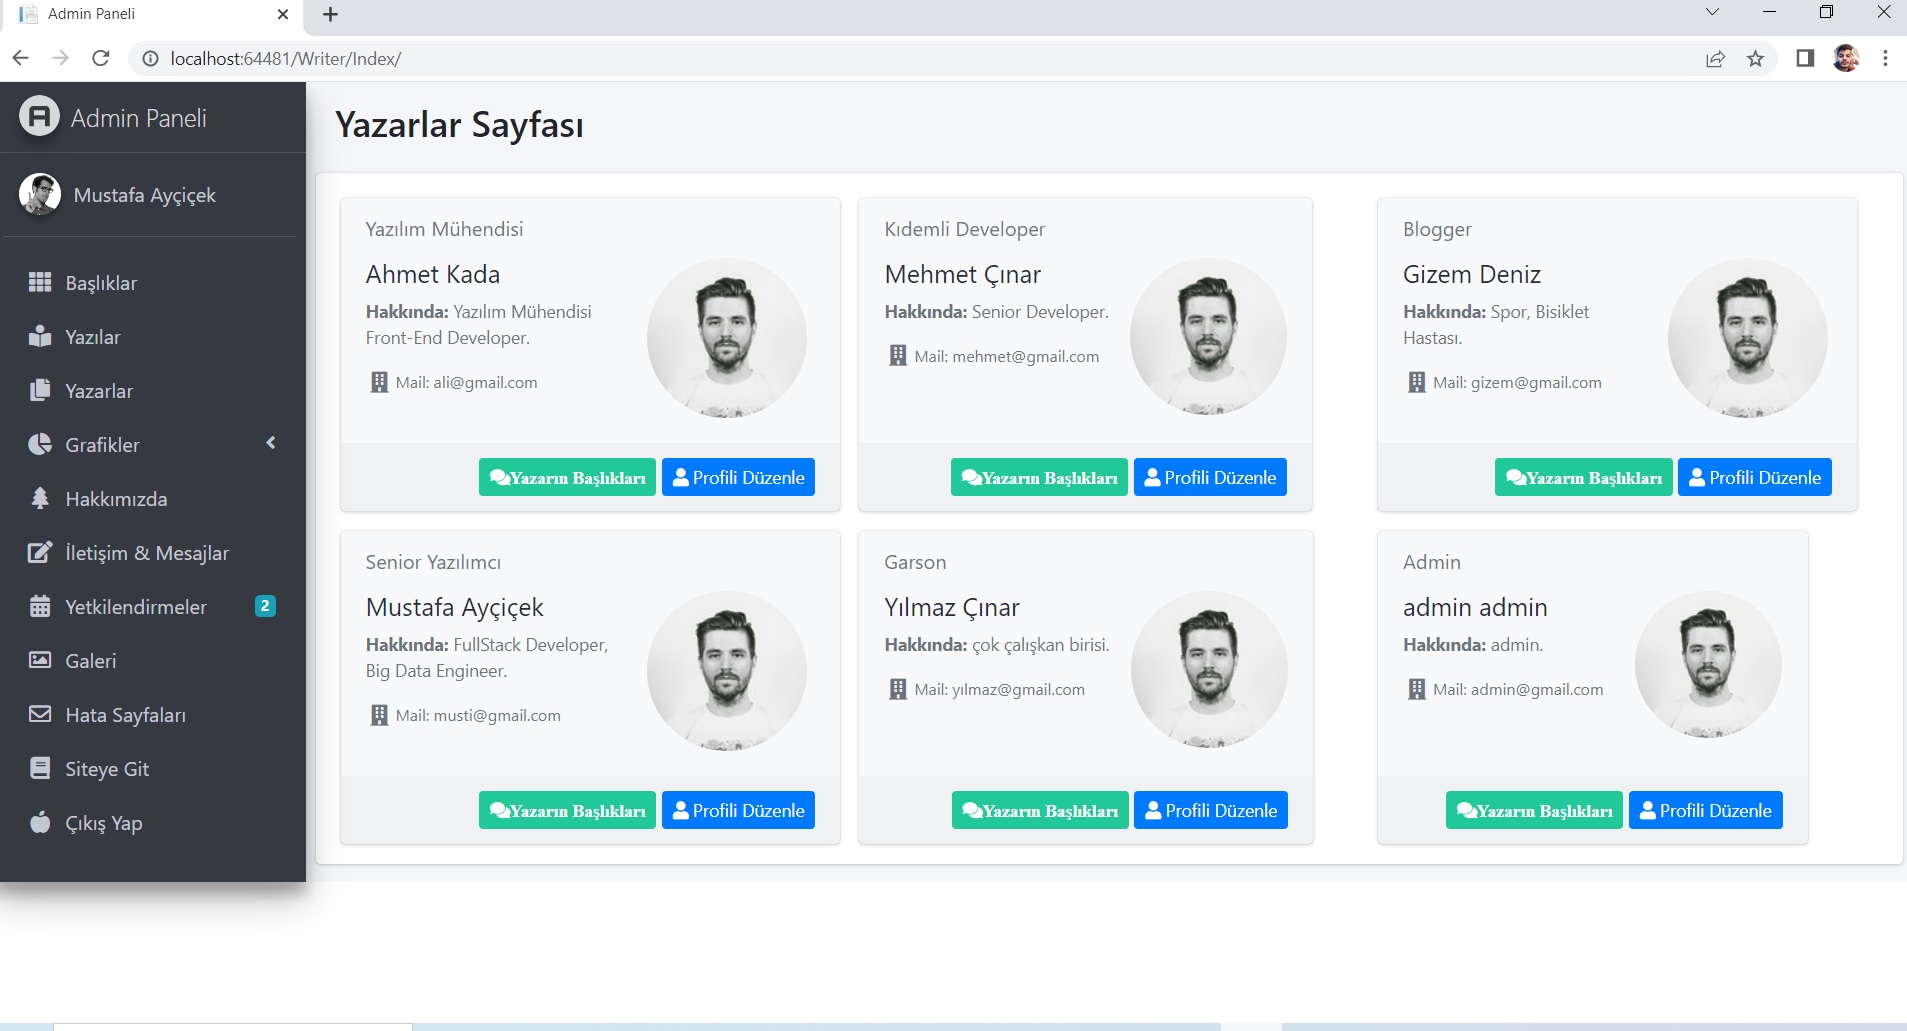 Admin Paneli
localhost:64481/Writer/Index/
Admin Paneli
Mustafa Ayçiçek
Başlıklar
Yazılar
Yazarlar
Grafikler
Hakkımızda
İletişim & Mesajlar
Yetkilendirmeler 2
Galeri
Hata Sayfaları
Siteye Git
Çıkış Yap
Yazarlar Sayfası
Yazılım Mühendisi
Ahmet Kada
Hakkında: Yazılım Mühendisi
Front-End Developer.
Mail: ali@gmail.com
Yazarın Başlıkları Profili Düzenle
Kıdemli Developer
Mehmet Çınar
Hakkında: Senior Developer.
Mail: mehmet@gmail.com
Yazarın Başlıkları Profili Düzenle
Blogger
Gizem Deniz
Hakkında: Spor, Bisiklet
Hastası.
Mail: gizem@gmail.com
Yazarın Başlıkları Profili Düzenle
Senior Yazılımcı
Mustafa Ayçiçek
Hakkında: FullStack Developer,
Big Data Engineer.
Mail: musti@gmail.com
Yazarın Başlıkları Profili Düzenle
Garson
Yılmaz Çınar
Hakkında: çok çalışkan birisi.
Mail: yılmaz@gmail.com
Yazarın Başlıkları Profili Düzenle
Admin
admin admin
Hakkında: admin.
Mail: admin@gmail.com
Yazarın Başlıkları Profili Düzenle